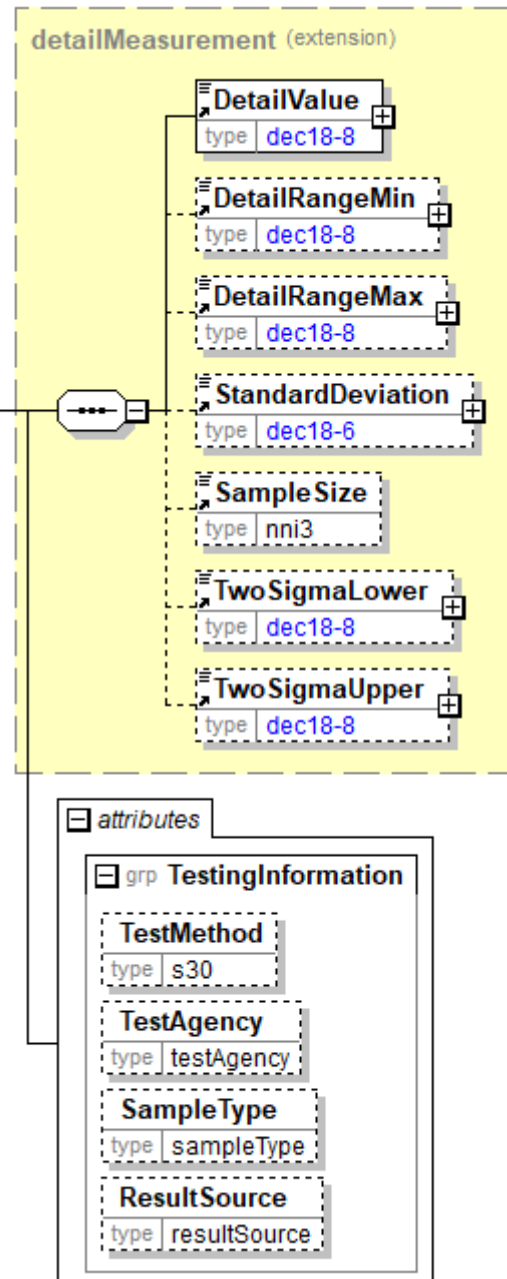 detailMeasurement (extension)
DetailValue
type dec18-8
DetailRangeMin
type dec18-8
DetailRangeMax
type dec18-8
StandardDeviation
type dec18-6
SampleSize
type nni3
TwoSigmaLower
type dec18-8
TwoSigmaUpper
type dec18-8
attributes
grp TestingInformation
TestMethod
type s30
TestAgency
type testAgency
SampleType
type sampleType
ResultSource
type resultSource